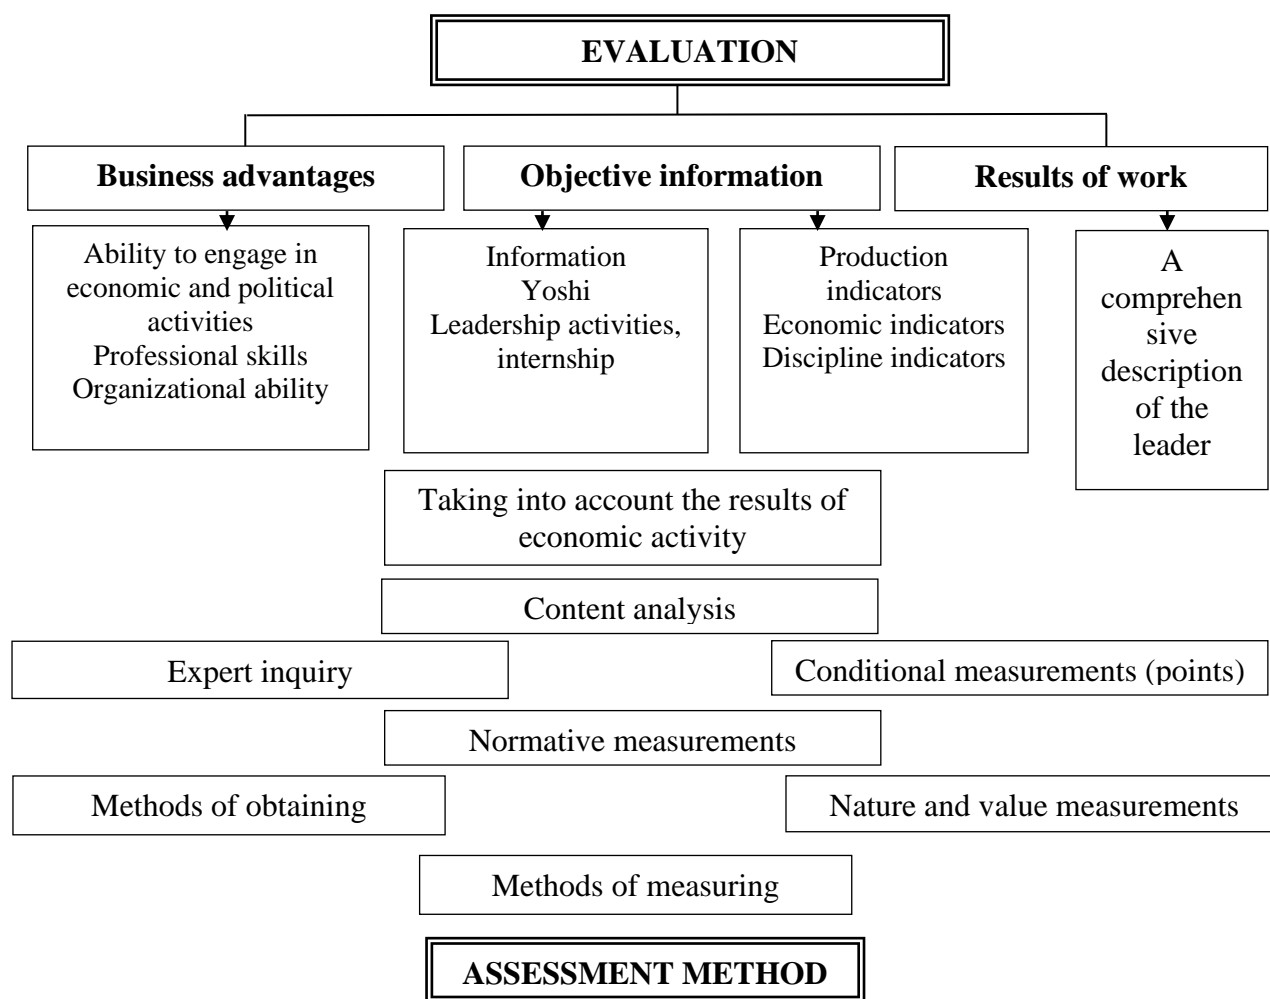 EVALUATION
Business advantages
Objective information
Results of work
Ability to engage in
economic and political
activities
Professional skills
Organizational ability
Information
Yoshi
Leadership activities,
internship
Production
indicators
Economic indicators
Discipline indicators
A
comprehen
sive
description
of the
leader
Taking into account the results of
economic activity
Content analysis
Expert inquiry
Conditional measurements (points)
Normative measurements
Methods of obtaining
Nature and value measurements
Methods of measuring
ASSESSMENT METHOD